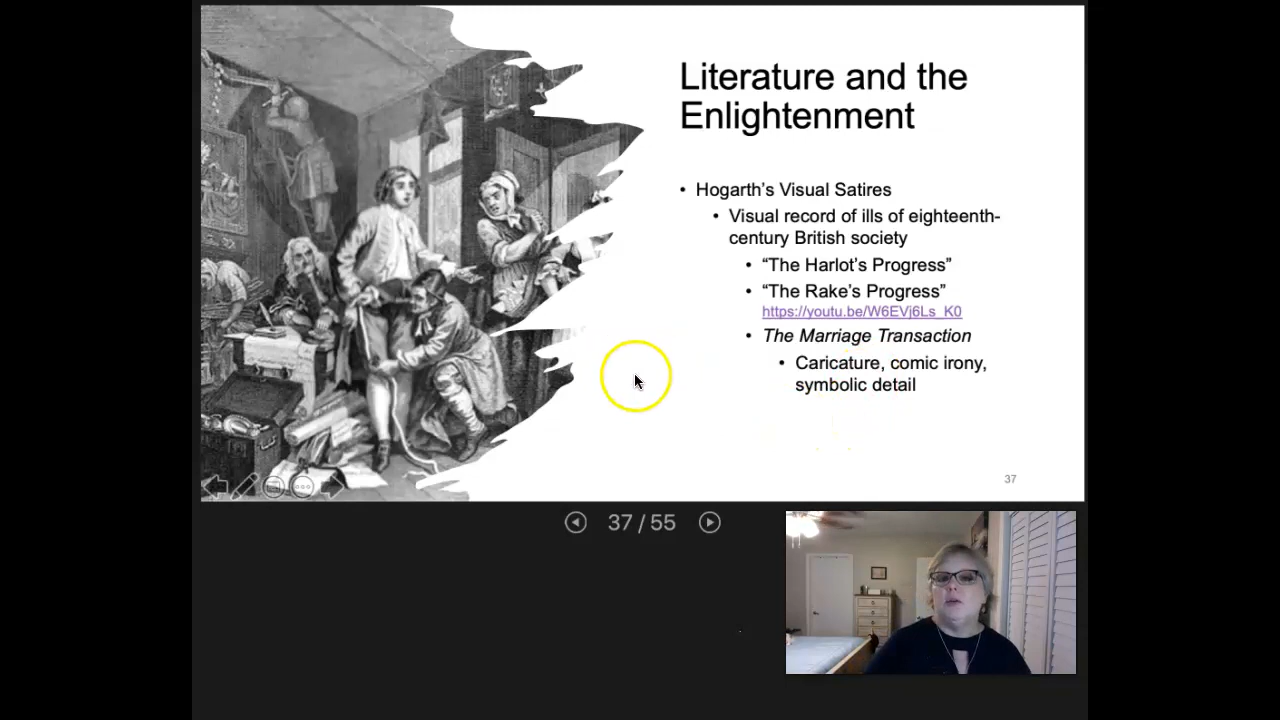 Literature and the
Enlightenment
• Hogarth’s Visual Satires
• Visual record of ills of eighteenth-
century British society
• “The Harlot’s Progress”
• “The Rake’s Progress”
https://youtu.be/W6EVj6Ls_K0
• The Marriage Transaction
• Caricature, comic irony,
symbolic detail
37
37 / 55